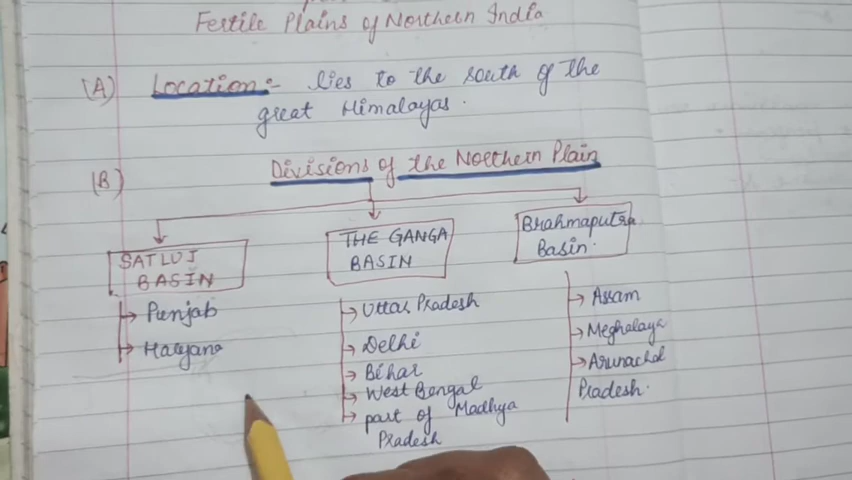 Fertile Plains of Northern India
(A) Location:- lies to the south of the
great Himalayas.
(B) Divisions of the Northern Plain
SATLUJ
BASIN
→ Punjab
→ Haryana
THE GANGA
BASIN
→ Uttar Pradesh
→ Delhi
→ Bihar
→ West Bengal
→ part of Madhya
Pradesh
Brahmaputra
Basin.
→ Assam
→ Meghalaya
→ Arunachal
Pradesh.